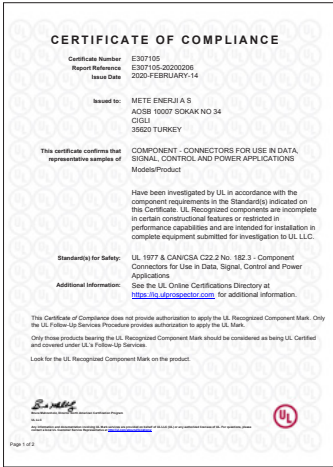 CERTIFICATE OF COMPLIANCE
Certificate Number E307105
Report Reference E307105-20200206
Issue Date 2020-FEBRUARY-14
Issued to: METE ENERJI A S
AOSB 10007 SOKAK NO 34
CIGLI
35620 TURKEY
This certificate confirms that representative samples of
COMPONENT - CONNECTORS FOR USE IN DATA,
SIGNAL, CONTROL AND POWER APPLICATIONS
Models/Product
Have been investigated by UL in accordance with the
component requirements in the Standard(s) indicated on
this Certificate. UL Recognized components are incomplete
in certain constructional features or restricted in
performance capabilities and are intended for installation in
complete equipment submitted for investigation to UL LLC.
Standard(s) for Safety: UL 1977 & CAN/CSA C22.2 No. 182.3 - Component
Connectors for Use in Data, Signal, Control and Power
Applications
Additional Information: See the UL Online Certifications Directory at
https://iq.ulprospector.com for additional information.
This Certificate of Compliance does not provide authorization to apply the UL Recognized Component Mark. Only
the UL Follow-Up Services Procedure provides authorization to apply the UL Mark.
Only those products bearing the UL Recognized Component Mark should be considered as being UL Certified
and covered under UL's Follow-Up Services.
Look for the UL Recognized Component Mark on the product.
UL
Page 1 of 2